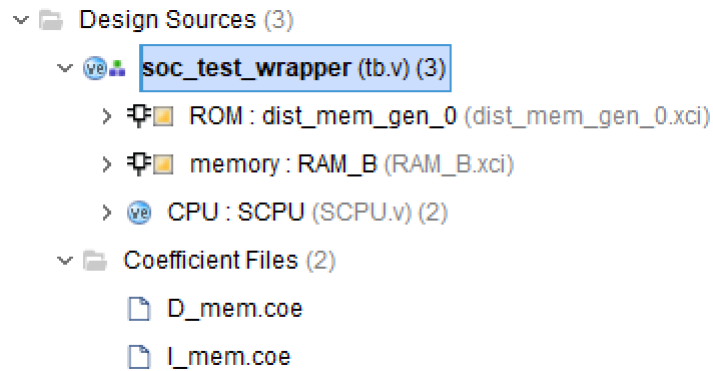 Design Sources (3)
soc_test_wrapper (tb.v) (3)
ROM : dist_mem_gen_0 (dist_mem_gen_0.xci)
memory : RAM_B (RAM_B.xci)
CPU : SCPU (SCPU.v) (2)
Coefficient Files (2)
D_mem.coe
I_mem.coe